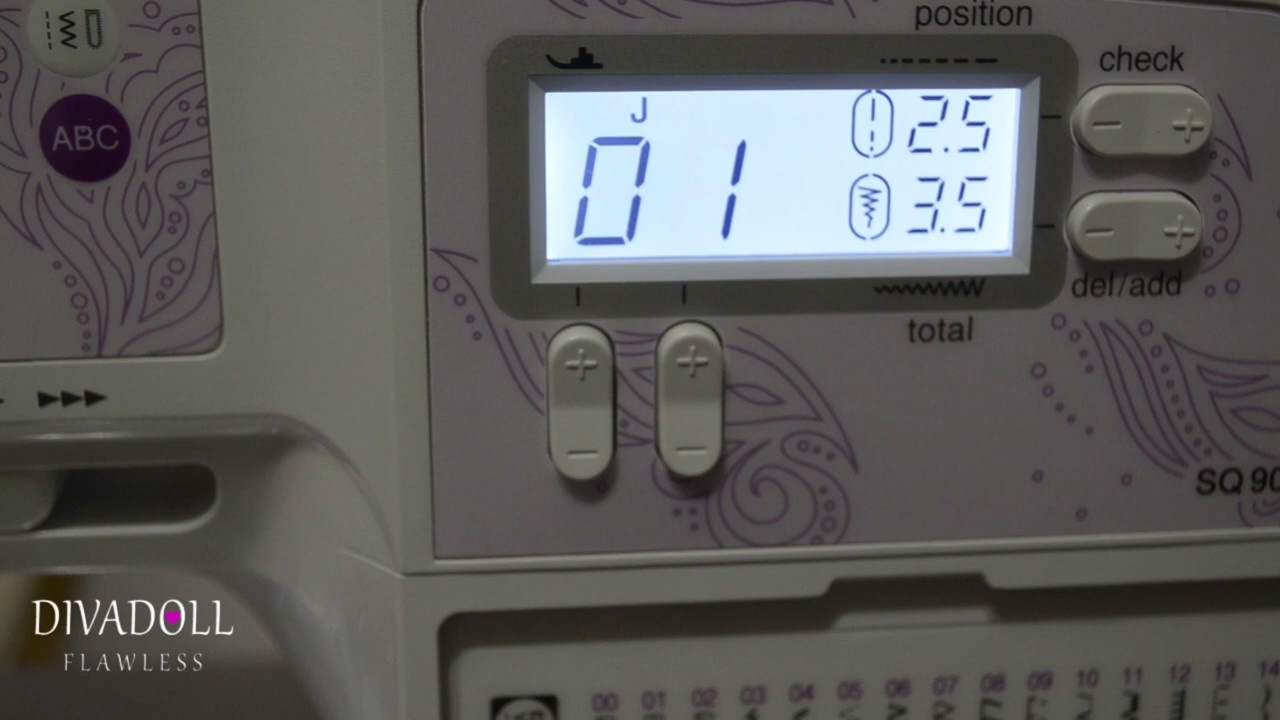 position
check
ABC
J
01
2.5
3.5
del/add
total
SQ 90
DIVADOLL
FLAWLESS
00 01 02 03 04 05 06 07 08 09 10 11 12 13 14